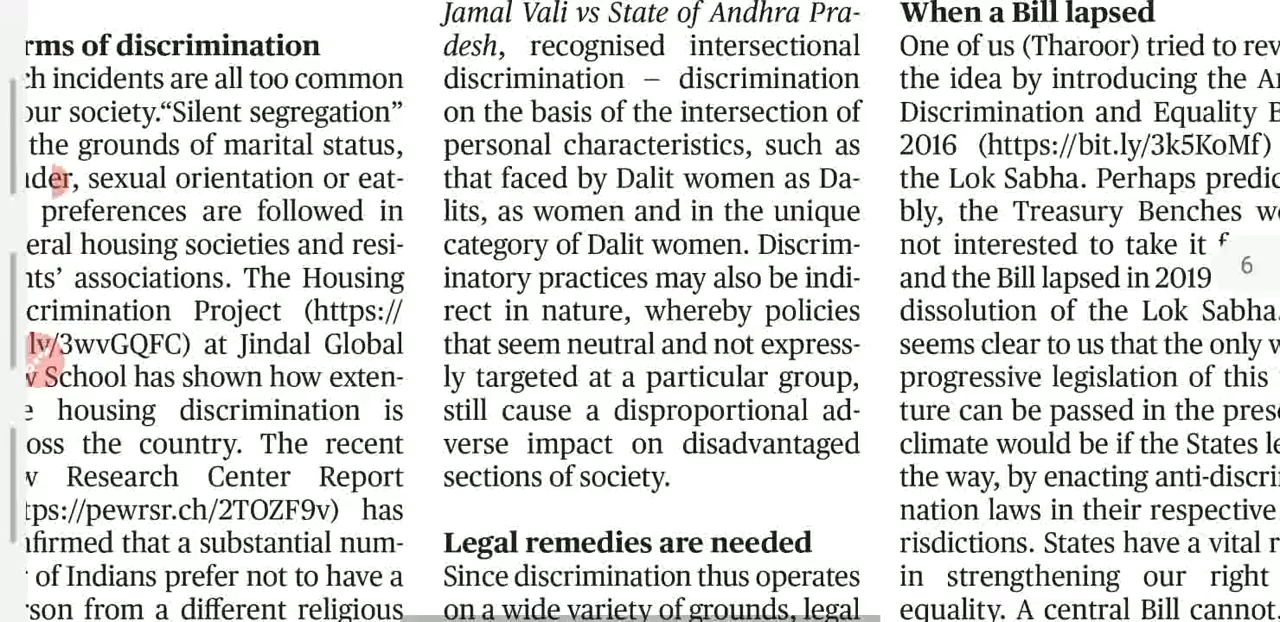 rms of discrimination
ch incidents are all too common
our society.“Silent segregation”
the grounds of marital status,
sexual orientation or eat-
preferences are followed in
eral housing societies and resi-
nts’ associations. The Housing
crimination Project (https://
ly/3wvGQFC) at Jindal Global
School has shown how exten-
housing discrimination is
oss the country. The recent
Research Center Report
tps://pewrsr.ch/2TOZF9v) has
nfirmed that a substantial num-
of Indians prefer not to have a
rson from a different religious
Jamal Vali vs State of Andhra Pra-
desh, recognised intersectional
discrimination – discrimination
on the basis of the intersection of
personal characteristics, such as
that faced by Dalit women as Da-
lits, as women and in the unique
category of Dalit women. Discrim-
inatory practices may also be indi-
rect in nature, whereby policies
that seem neutral and not express-
ly targeted at a particular group,
still cause a disproportional ad-
verse impact on disadvantaged
sections of society.
Legal remedies are needed
Since discrimination thus operates
on a wide variety of grounds, legal
When a Bill lapsed
One of us (Tharoor) tried to rev
the idea by introducing the
Discrimination and Equality
2016 (https://bit.ly/3k5KoMf)
the Lok Sabha. Perhaps predic
bly, the Treasury Benches we
not interested to take it
and the Bill lapsed in 2019
dissolution of the Lok Sabha.
seems clear to us that the only
progressive legislation of this
ture can be passed in the prese
climate would be if the States le
the way, by enacting anti-discri
nation laws in their respective
risdictions. States have a vital
in strengthening our right
equality. A central Bill cannot,
6